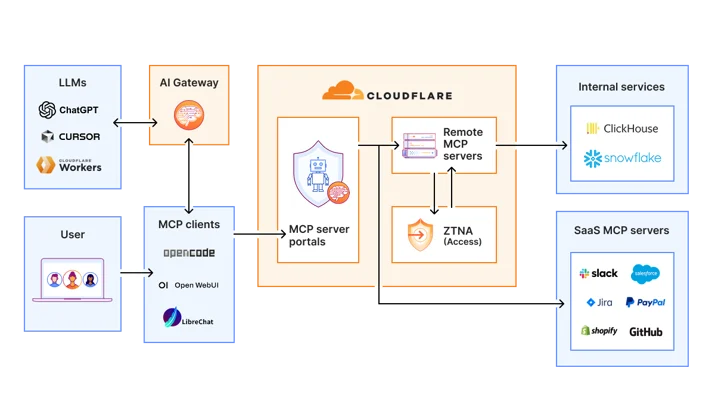 LLMs
ChatGPT
CURSOR
CLOUDFLARE
Workers
AI Gateway
User
MCP clients
opencode
OI Open WebUI
LibreChat
CLOUDFLARE
MCP server
portals
Remote
MCP
servers
ZTNA
(Access)
Internal services
ClickHouse
snowflake
SaaS MCP servers
slack
salesforce
Jira
PayPal
shopify
GitHub